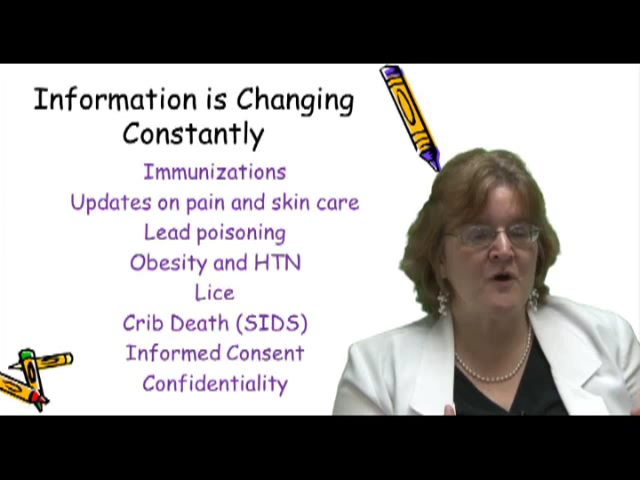 Information is Changing
Constantly
Immunizations
Updates on pain and skin care
Lead poisoning
Obesity and HTN
Lice
Crib Death (SIDS)
Informed Consent
Confidentiality